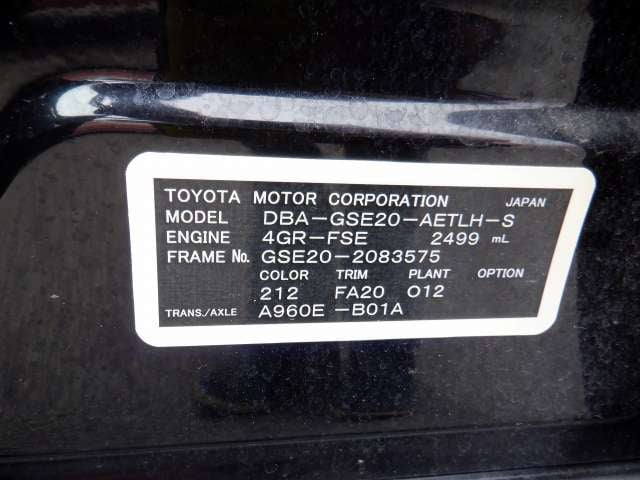 TOYOTA MOTOR CORPORATION JAPAN
MODEL DBA-GSE20-AETLH-S
ENGINE 4GR-FSE 2499 mL
FRAME No. GSE20-2083575
COLOR TRIM PLANT OPTION
212 FA20 O12
TRANS./AXLE A960E -B01A